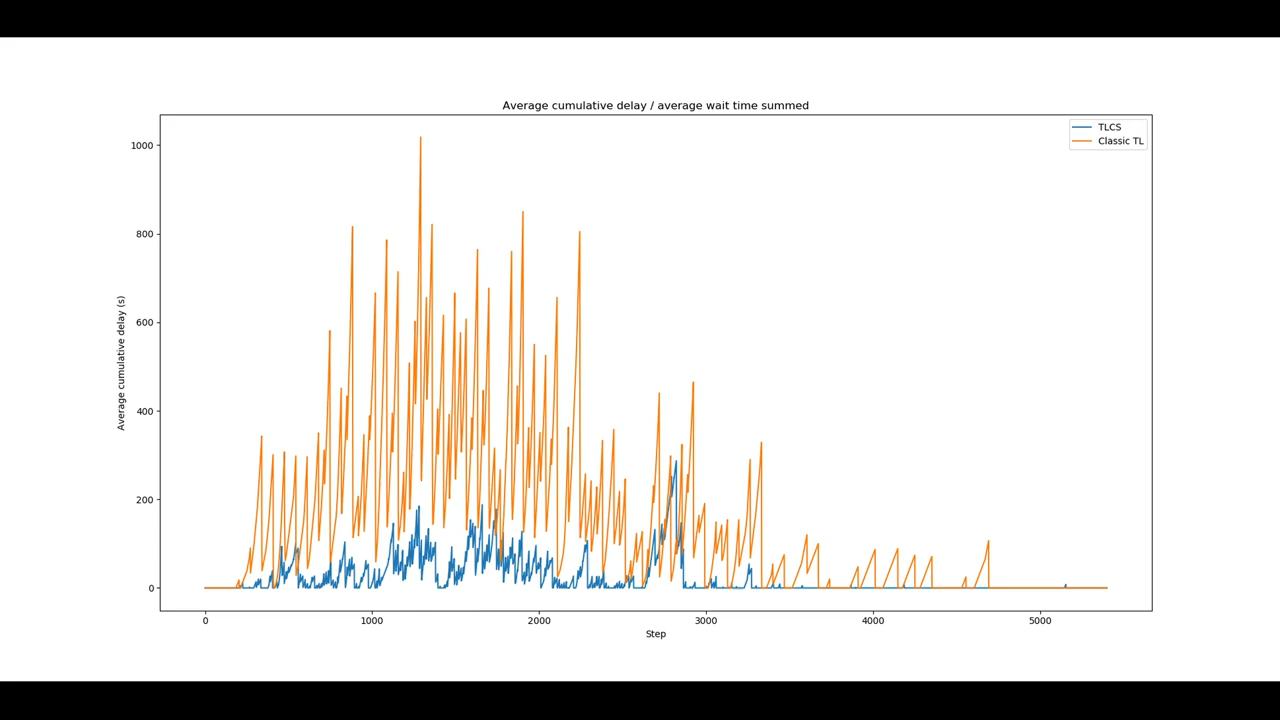 Average cumulative delay / average wait time summed
TLCS
Classic TL
1000
800
600
400
200
0
Average cumulative delay (s)
0 1000 2000 3000 4000 5000
Step